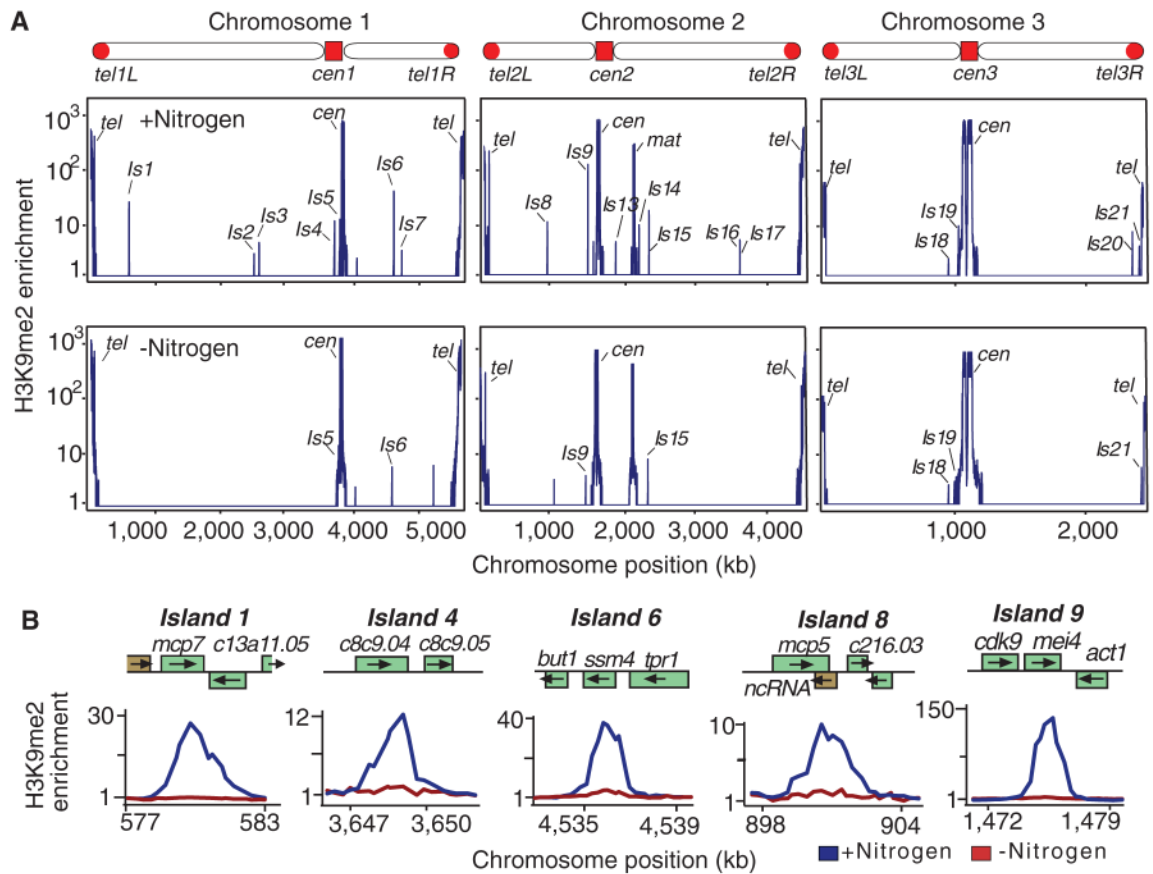 A
Chromosome 1 Chromosome 2 Chromosome 3
tel1L cen1 tel1R tel2L cen2 tel2R tel3L cen3 tel3R
H3K9me2 enrichment
10³ 10² 10 1
+Nitrogen
tel Is1 Is2 Is3 Is4 Is5 cen Is6 Is7 tel
tel Is8 Is9 cen Is13 mat Is14 Is15 Is16 Is17 tel
tel Is18 Is19 cen Is20 Is21 tel
10³ 10² 10 1
-Nitrogen
tel Is5 cen Is6 tel
tel Is9 cen Is15 tel
tel Is18 Is19 cen Is21 tel
1,000 2,000 3,000 4,000 5,000 1,000 2,000 3,000 4,000 1,000 2,000
Chromosome position (kb)
B
Island 1 Island 4 Island 6 Island 8 Island 9
mcp7 c13a11.05 c8c9.04 c8c9.05 but1 ssm4 tpr1 mcp5 c216.03 ncRNA cdk9 mei4 act1
H3K9me2
enrichment
30 1 12 1 40 1 10 1 150 1
577 583 3,647 3,650 4,535 4,539 898 904 1,472 1,479
Chromosome position (kb)
+Nitrogen -Nitrogen